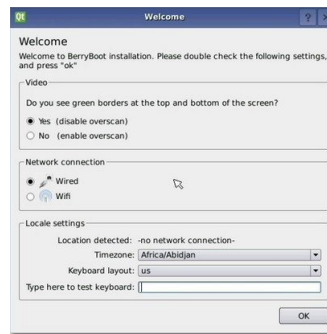 Qt
Welcome
?
Welcome
Welcome to BerryBoot installation. Please double check the following settings,
and press "ok"
Video
Do you see green borders at the top and bottom of the screen?
Yes (disable overscan)
No (enable overscan)
Network connection
Wired
Wifi
Locale settings
Location detected: -no network connection-
Timezone: Africa/Abidjan
Keyboard layout: us
Type here to test keyboard:
OK